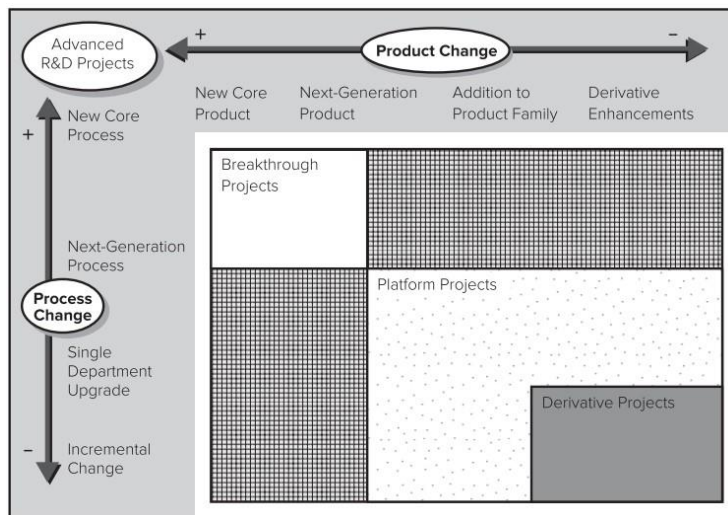 Advanced
R&D Projects
+
Product Change
−
New Core
Product
Next-Generation
Product
Addition to
Product Family
Derivative
Enhancements
+
New Core
Process
Next-Generation
Process
Process
Change
Single
Department
Upgrade
−
Incremental
Change
Breakthrough
Projects
Platform Projects
Derivative Projects